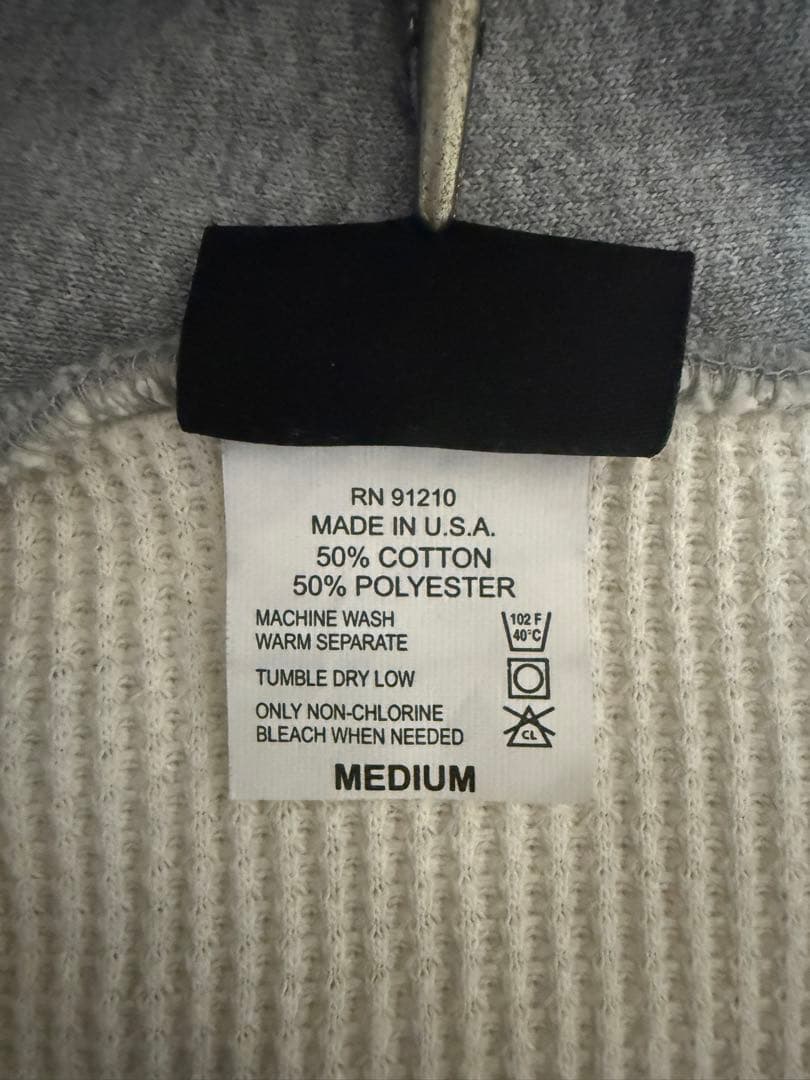 RN 91210
MADE IN U.S.A.
50% COTTON
50% POLYESTER
MACHINE WASH
WARM SEPARATE
102 F
40°C
TUMBLE DRY LOW
ONLY NON-CHLORINE
BLEACH WHEN NEEDED
CL
MEDIUM